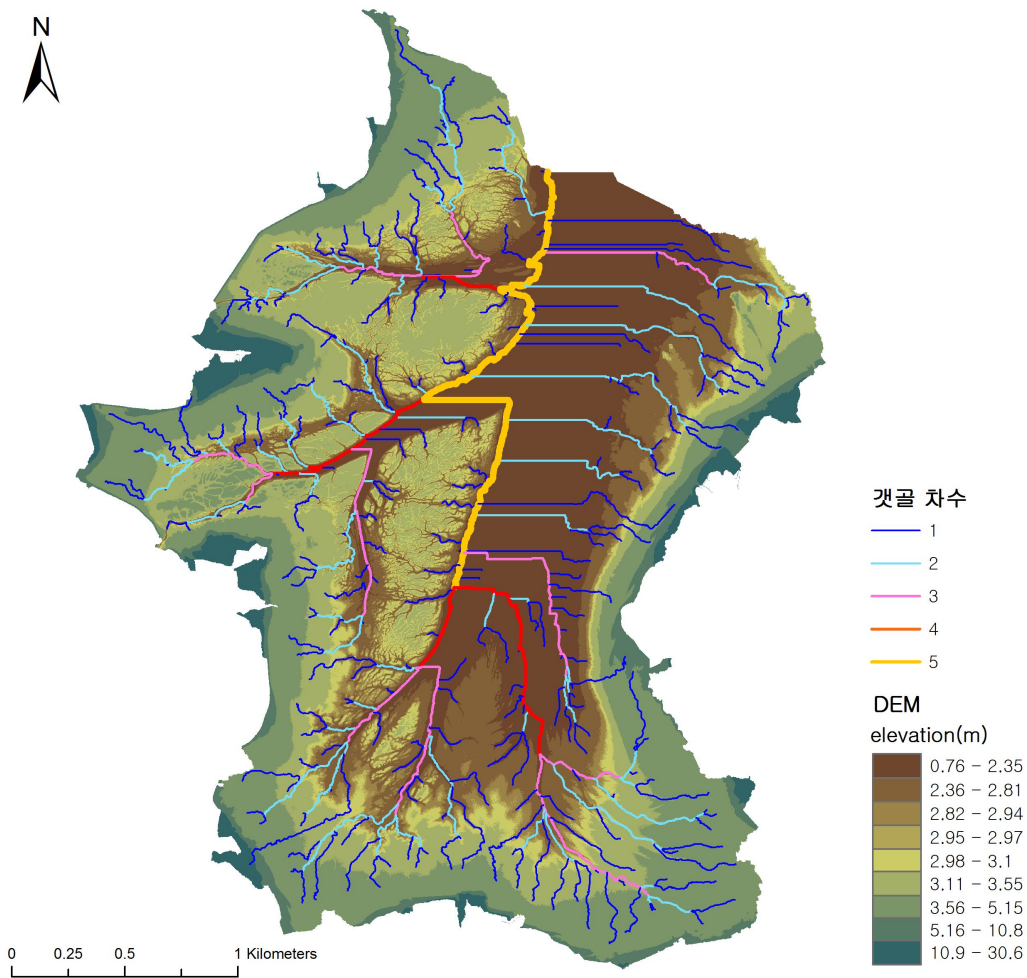 N
갯골 차수
1
2
3
4
5
DEM
elevation(m)
0.76 - 2.35
2.36 - 2.81
2.82 - 2.94
2.95 - 2.97
2.98 - 3.1
3.11 - 3.55
3.56 - 5.15
5.16 - 10.8
10.9 - 30.6
0 0.25 0.5 1 Kilometers